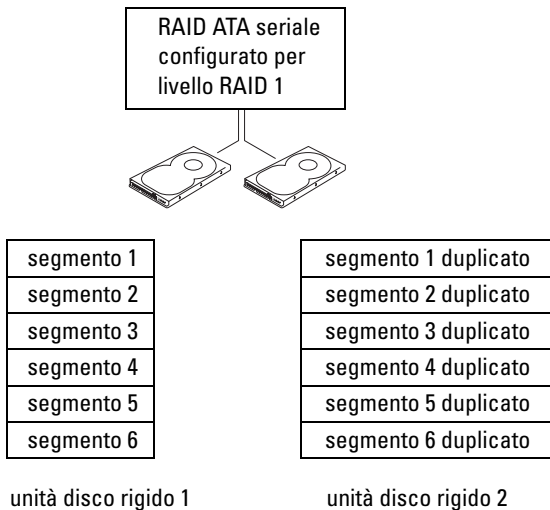 RAID ATA seriale
configurato per
livello RAID 1
segmento 1
segmento 1 duplicato
segmento 2
segmento 2 duplicato
segmento 3
segmento 3 duplicato
segmento 4
segmento 4 duplicato
segmento 5
segmento 5 duplicato
segmento 6
segmento 6 duplicato
unità disco rigido 1
unità disco rigido 2